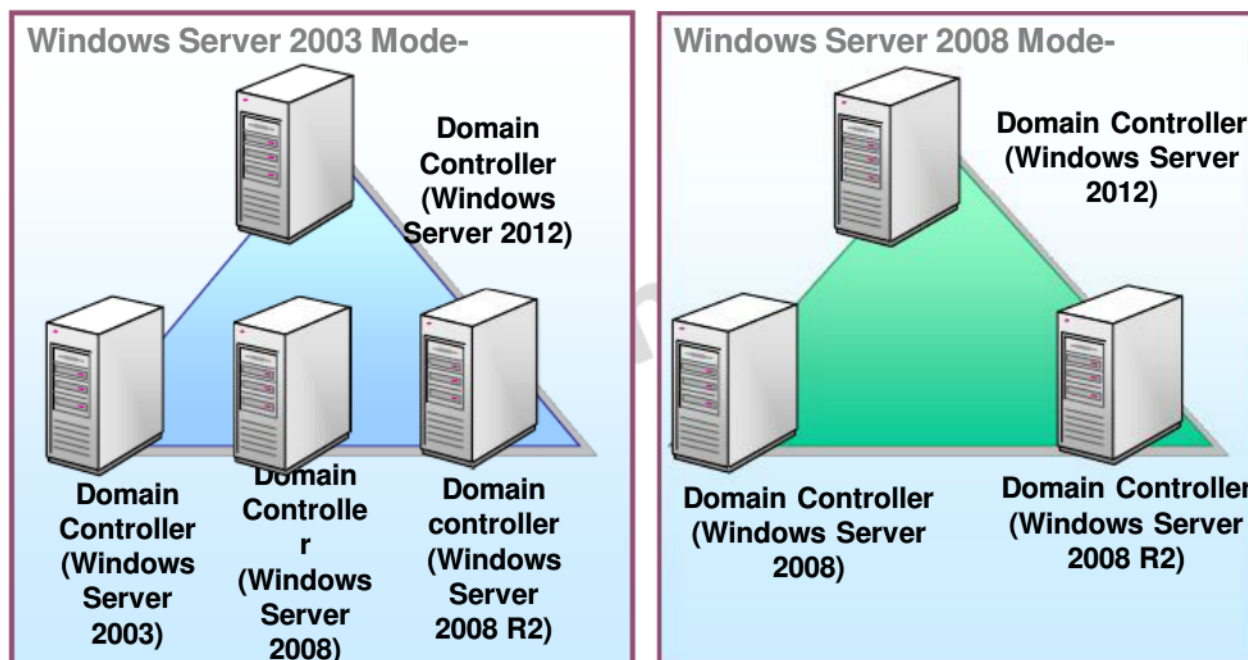 Windows Server 2003 Mode-
Domain
Controller
(Windows
Server 2012)
Domain
Controller
(Windows
Server
2003)
Domain
Controlle
r
(Windows
Server
2008)
Domain
controller
(Windows
Server
2008 R2)
Windows Server 2008 Mode-
Domain Controller
(Windows Server
2012)
Domain Controller
(Windows Server
2008)
Domain Controller
(Windows Server
2008 R2)